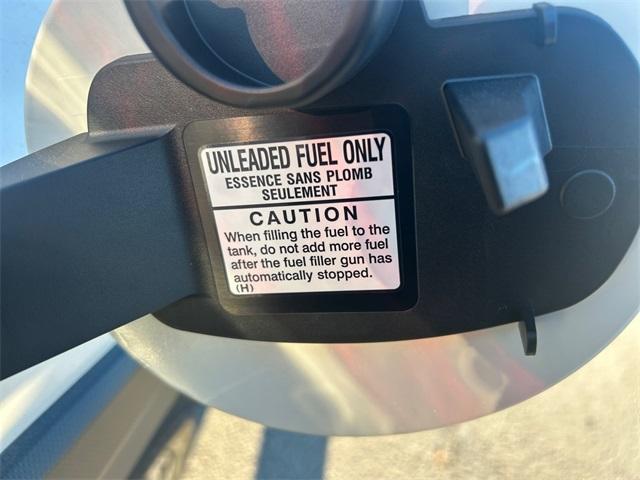 UNLEADED FUEL ONLY
ESSENCE SANS PLOMB
SEULEMENT
CAUTION
When filling the fuel to the
tank, do not add more fuel
after the fuel filler gun has
automatically stopped.
(H)